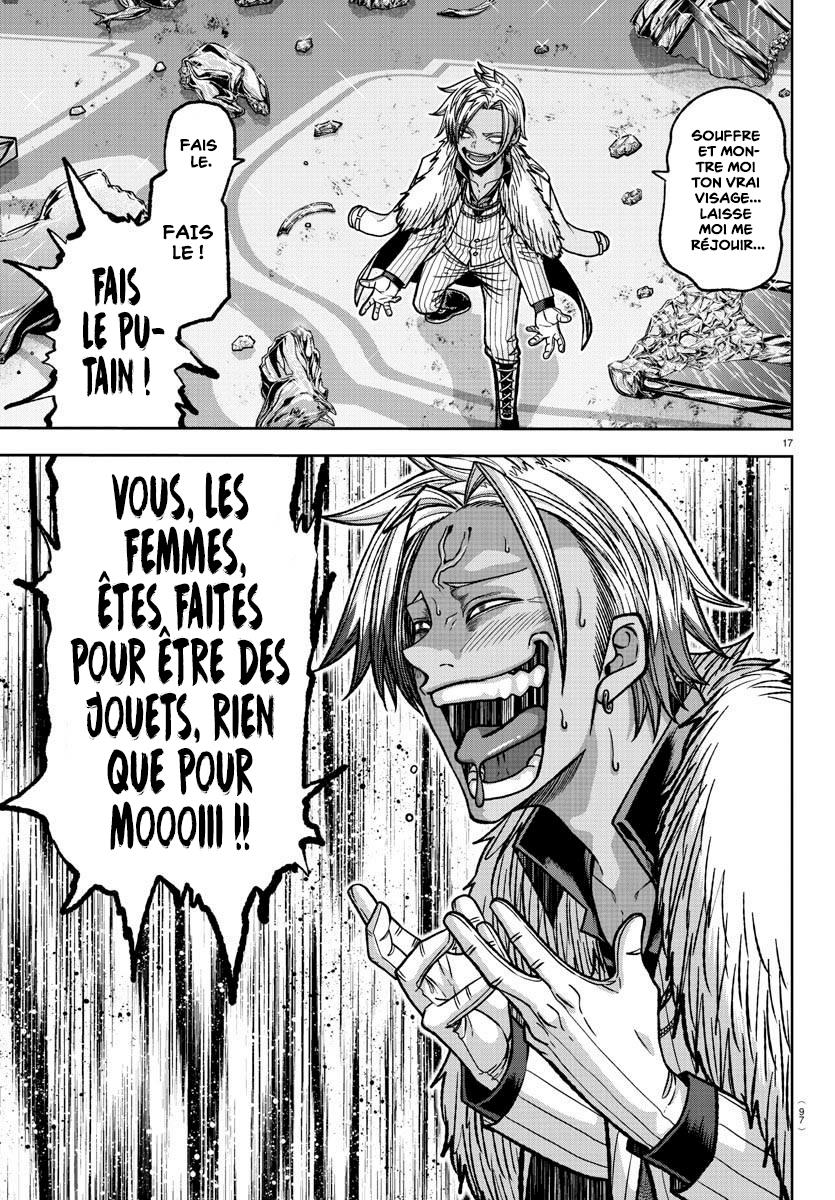 SOUFFRE
ET MON-
TRE MOI
TON VRAI
VISAGE...
LAISSE
MOI ME
RÉJOUIR...
FAIS
LE.
FAIS
LE !
FAIS
LE PU-
TAIN !
17
VOUS, LES
FEMMES,
ÊTES FAITES
POUR ÊTRE DES
JOUETS, RIEN
QUE POUR
MOOOIII !!
(97)